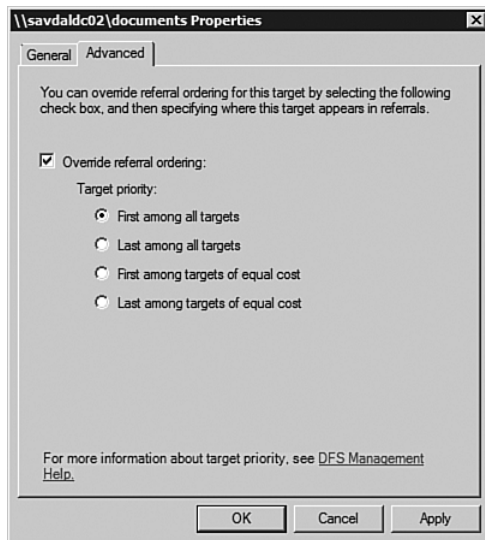 \\savdaldc02\documents Properties
General
Advanced
You can override referral ordering for this target by selecting the following
check box, and then specifying where this target appears in referrals.
Override referral ordering:
Target priority:
First among all targets
Last among all targets
First among targets of equal cost
Last among targets of equal cost
For more information about target priority, see DFS Management
Help.
OK
Cancel
Apply